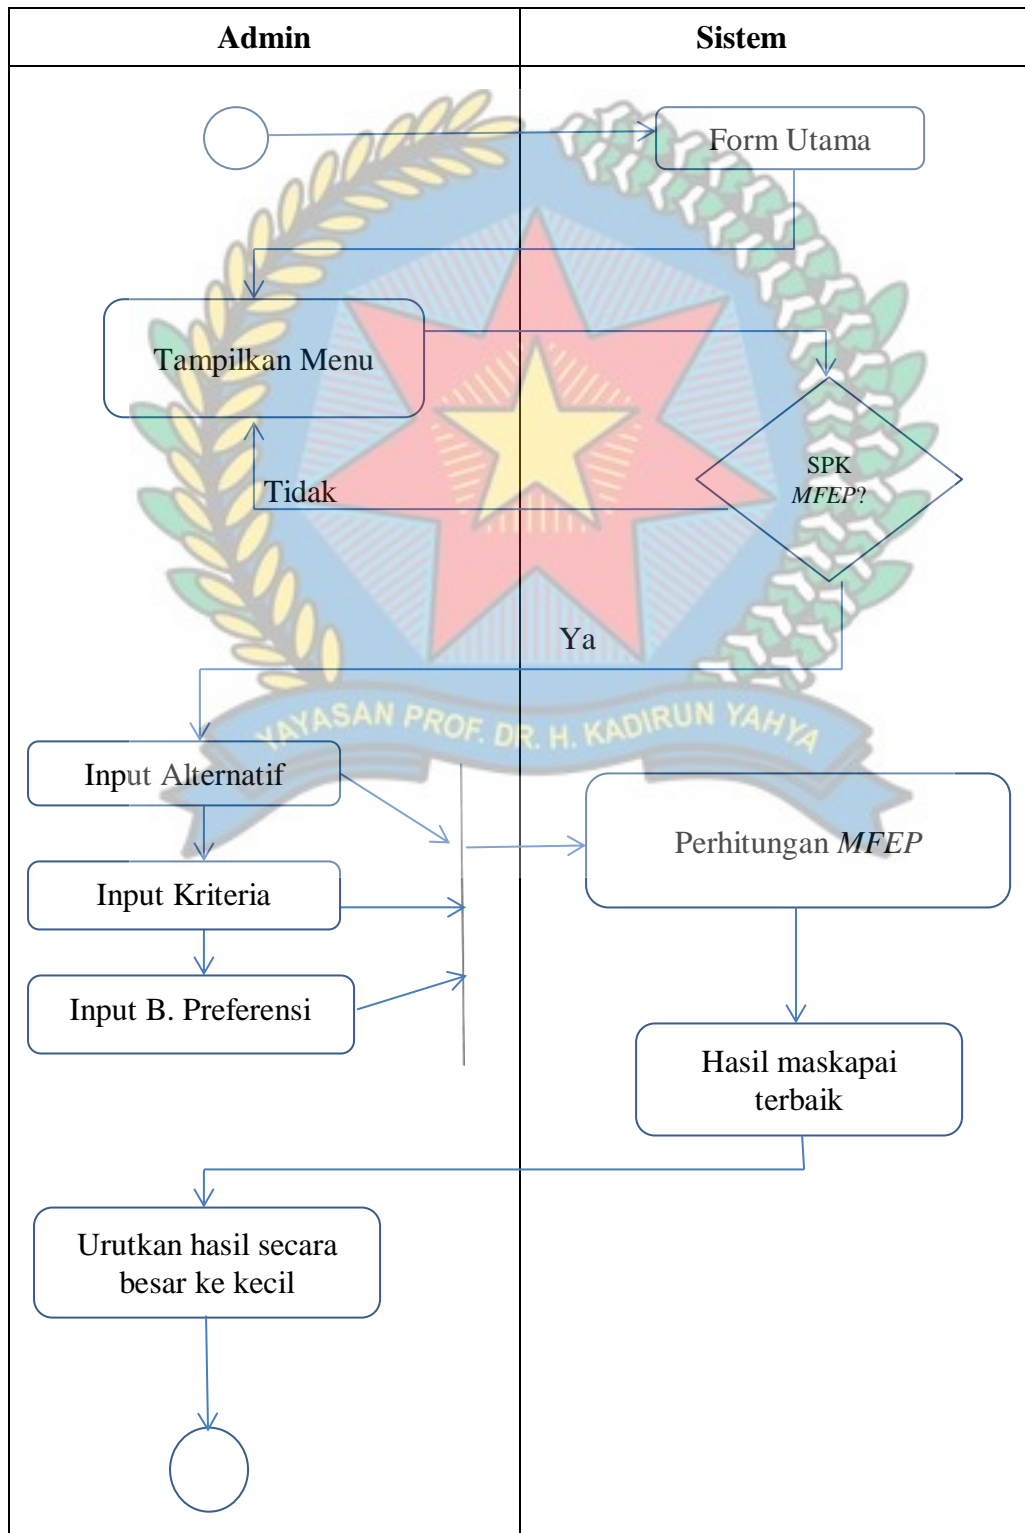 Admin
Sistem
Form Utama
Tampilkan Menu
SPK
MFEP?
Tidak
Ya
YAYASAN PROF. DR. H. KADIRUN YAHYA
Input Alternatif
Perhitungan MFEP
Input Kriteria
Input B. Preferensi
Hasil maskapai
terbaik
Urutkan hasil secara
besar ke kecil